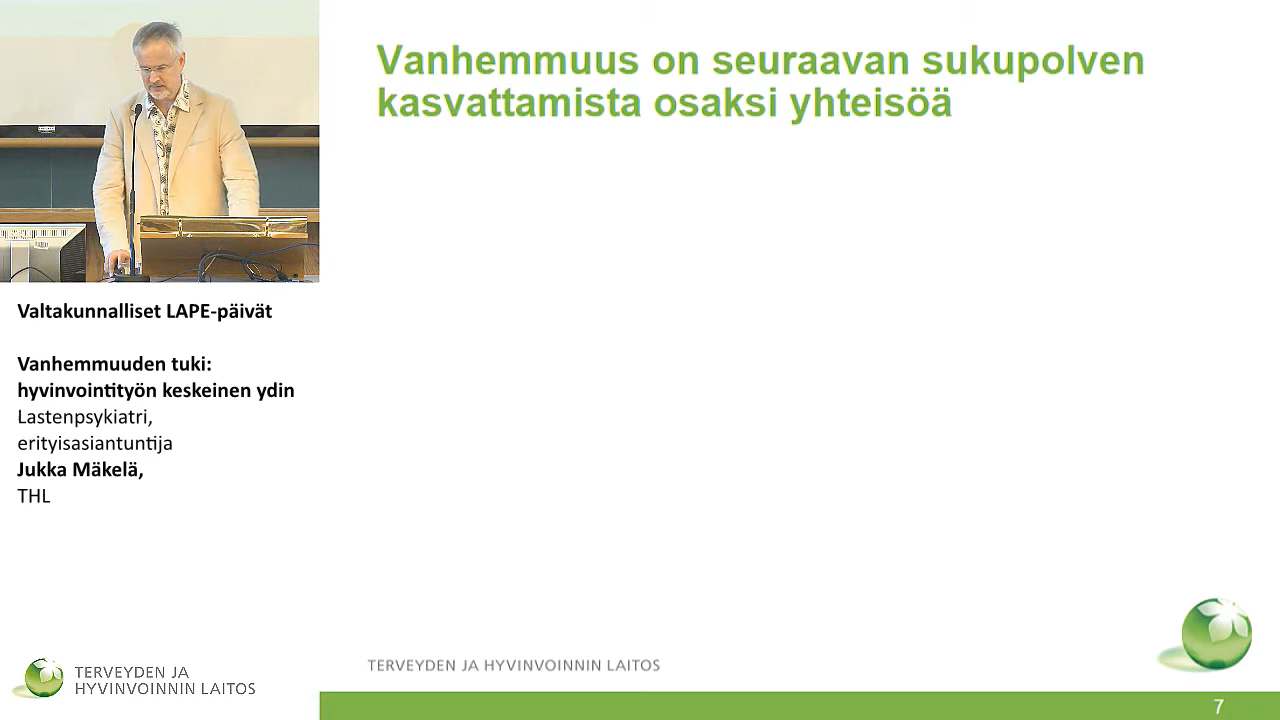 Vanhemmuus on seuraavan sukupolven
kasvattamista osaksi yhteisöä
Valtakunnalliset LAPE-päivät
Vanhemmuuden tuki:
hyvinvointityön keskeinen ydin
Lastenpsykiatri,
erityisasiantuntija
Jukka Mäkelä,
THL
TERVEYDEN JA
HYVINVOINNIN LAITOS
TERVEYDEN JA HYVINVOINNIN LAITOS
7